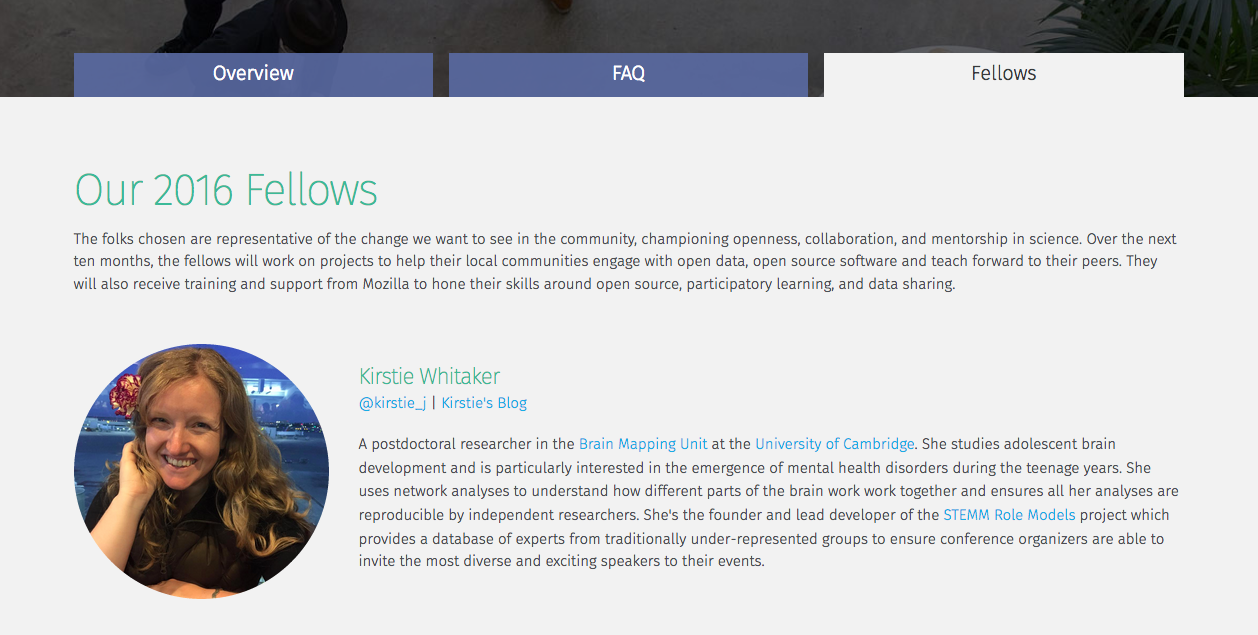 Overview
FAQ
Fellows
Our 2016 Fellows
The folks chosen are representative of the change we want to see in the community, championing openness, collaboration, and mentorship in science. Over the next
ten months, the fellows will work on projects to help their local communities engage with open data, open source software and teach forward to their peers. They
will also receive training and support from Mozilla to hone their skills around open source, participatory learning, and data sharing.
Kirstie Whitaker
@kirstie_j | Kirstie's Blog
A postdoctoral researcher in the Brain Mapping Unit at the University of Cambridge. She studies adolescent brain
development and is particularly interested in the emergence of mental health disorders during the teenage years. She
uses network analyses to understand how different parts of the brain work work together and ensures all her analyses are
reproducible by independent researchers. She's the founder and lead developer of the STEMM Role Models project which
provides a database of experts from traditionally under-represented groups to ensure conference organizers are able to
invite the most diverse and exciting speakers to their events.